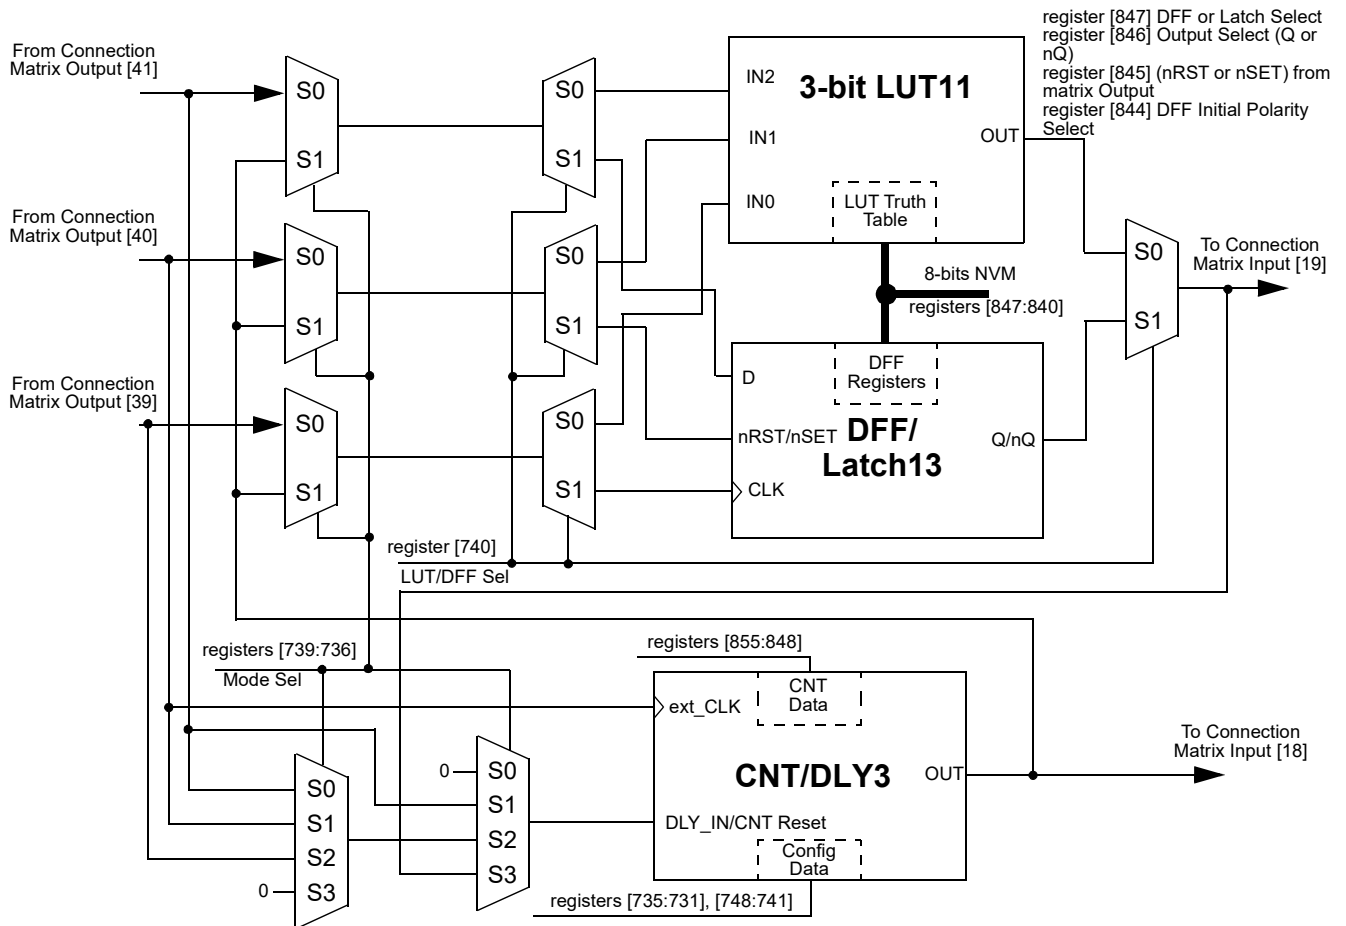 register [847] DFF or Latch Select
register [846] Output Select (Q or
nQ)
register [845] (nRST or nSET) from
matrix Output
register [844] DFF Initial Polarity
Select
From Connection
Matrix Output [41]
S0
S1
S0
S1
IN2
IN1
IN0
3-bit LUT11
OUT
LUT Truth
Table
From Connection
Matrix Output [40]
S0
S1
S0
S1
8-bits NVM
registers [847:840]
S0
S1
To Connection
Matrix Input [19]
From Connection
Matrix Output [39]
S0
S1
S0
S1
D
nRST/nSET
CLK
DFF
Registers
DFF/
Latch13
Q/nQ
register [740]
LUT/DFF Sel
registers [739:736]
Mode Sel
registers [855:848]
CNT
Data
ext_CLK
CNT/DLY3
OUT
To Connection
Matrix Input [18]
DLY_IN/CNT Reset
Config
Data
registers [735:731], [748:741]
S0
S1
S2
0
S3
0
S0
S1
S2
S3